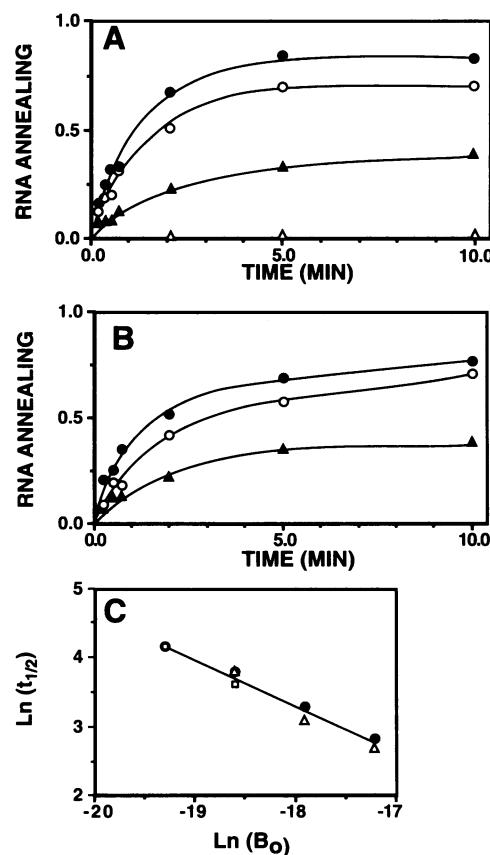 A
RNA ANNEALING
1.0
0.5
0.0
0.0
5.0
10.0
TIME (MIN)
B
RNA ANNEALING
1.0
0.5
0.0
0.0
5.0
10.0
TIME (MIN)
C
Ln (t1/2)
5
4
3
2
-20
-19
-18
-17
Ln (Bo)